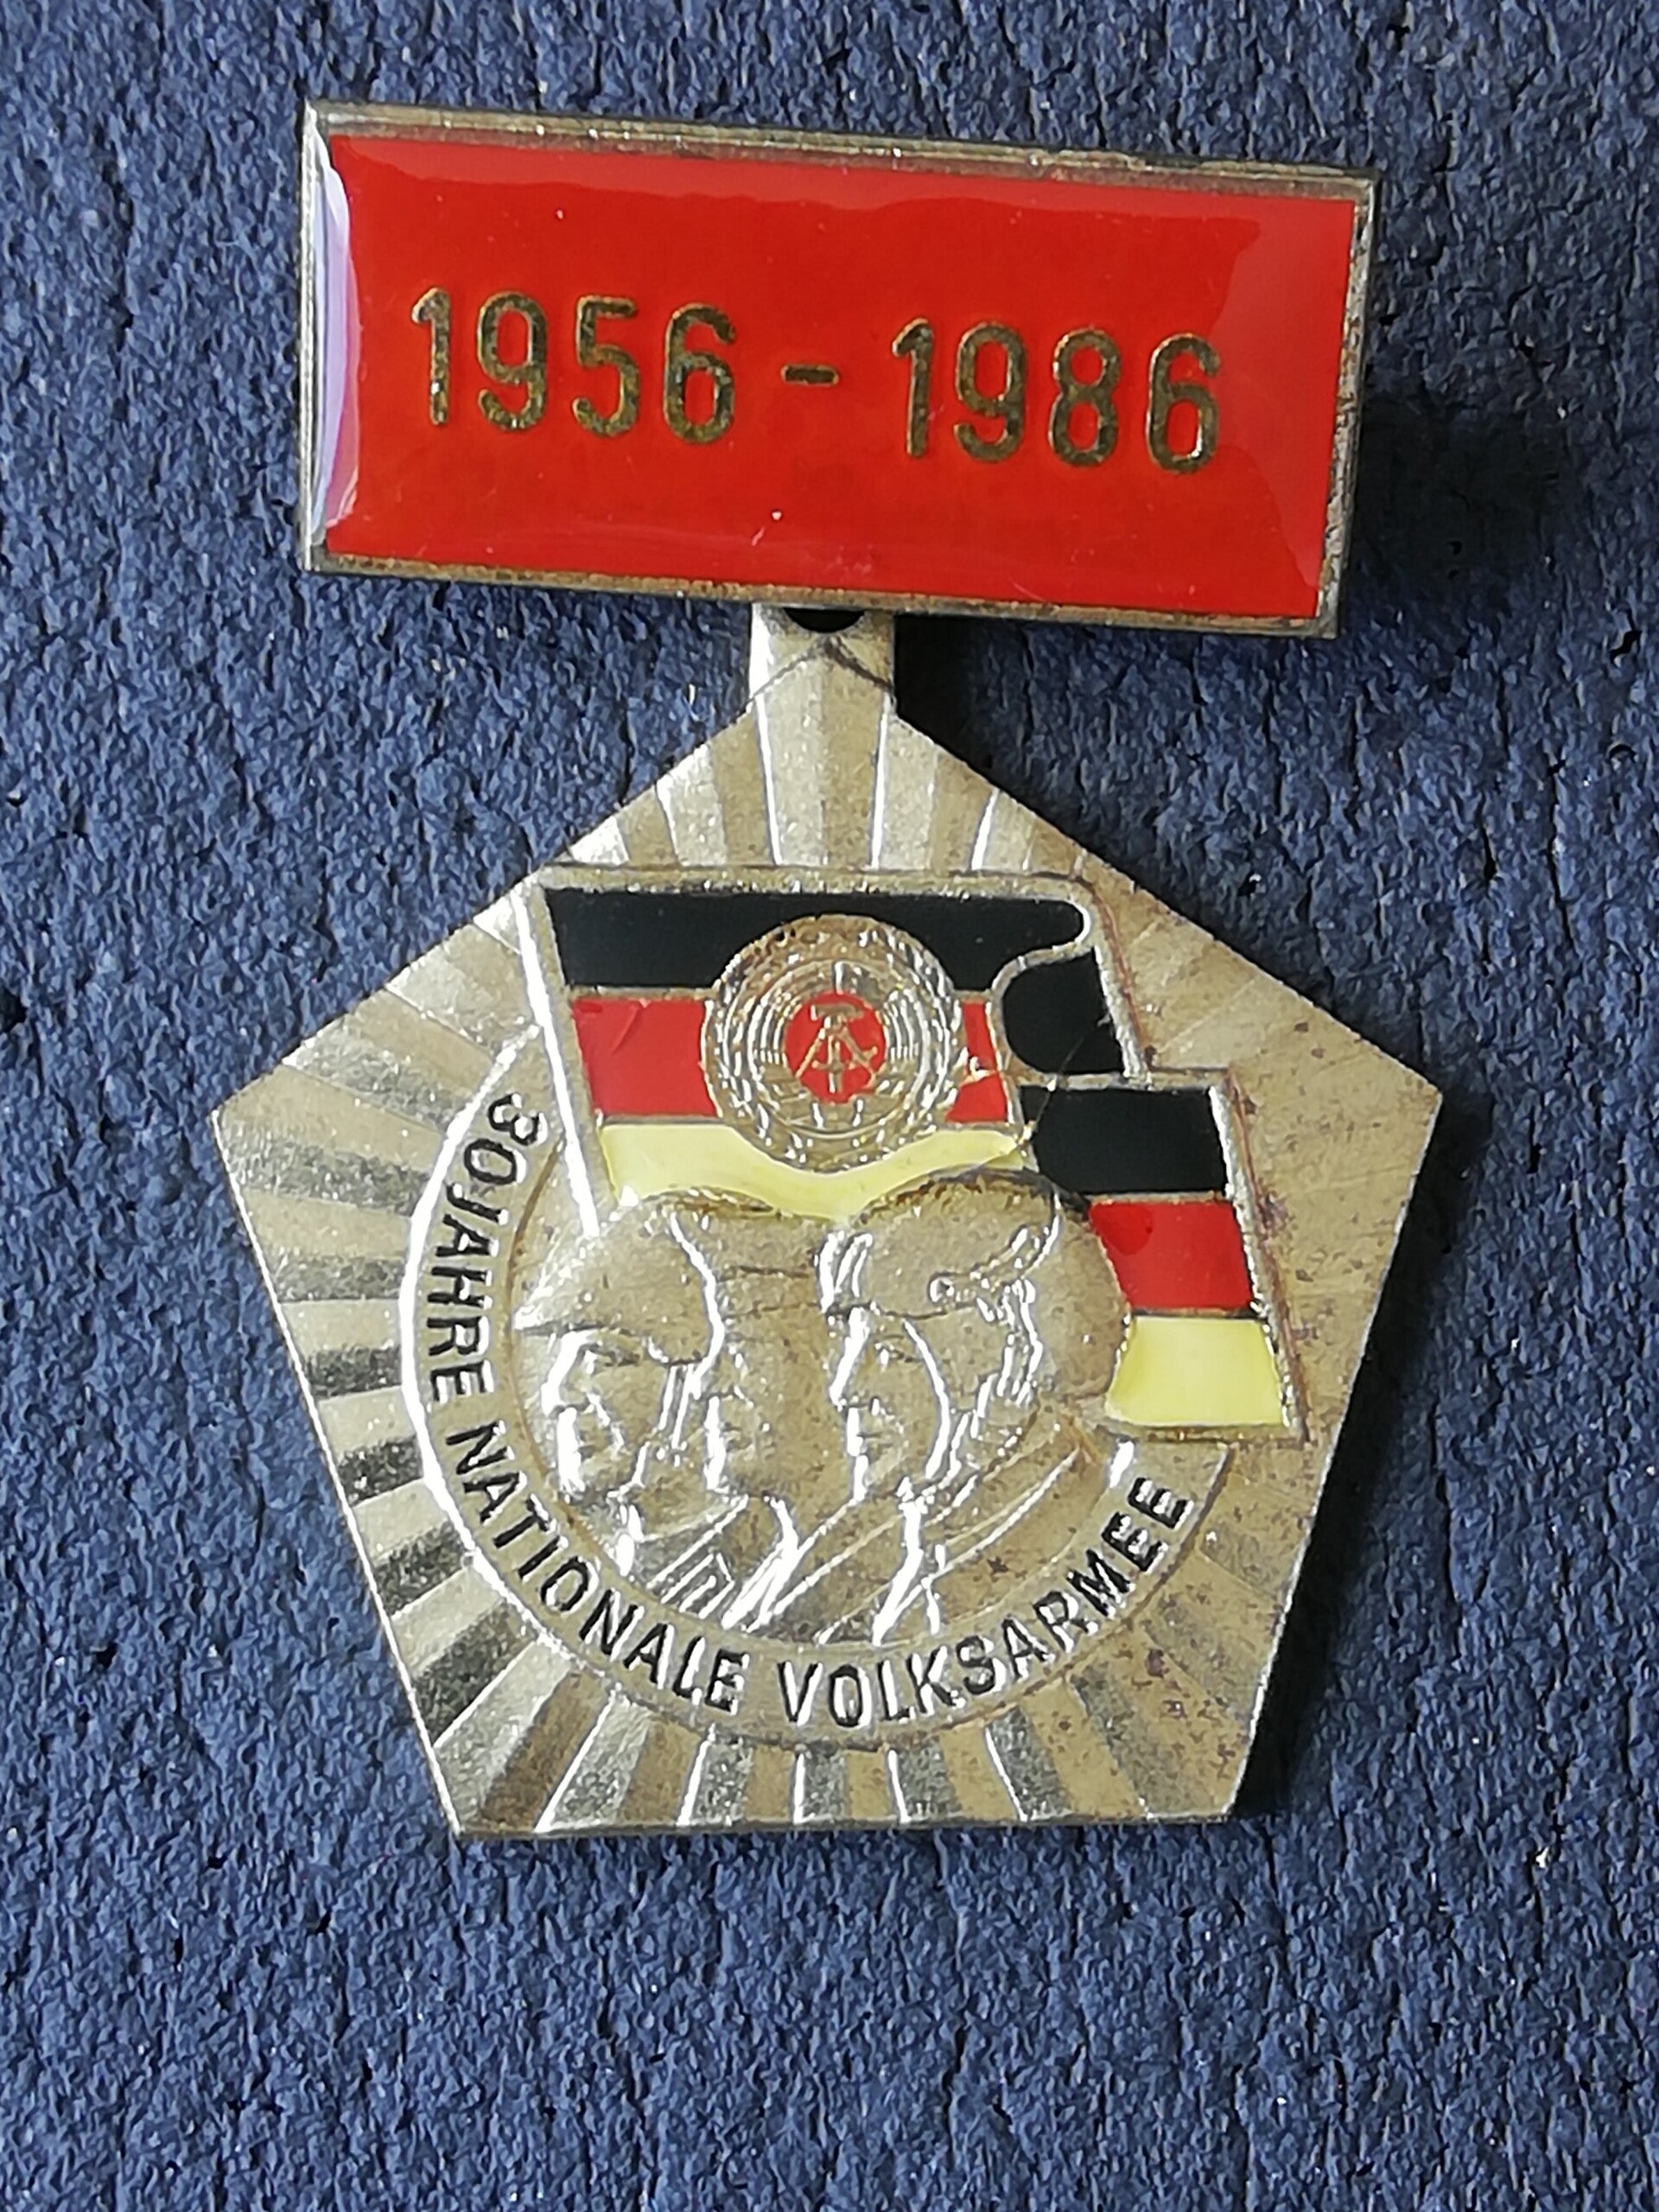 1956 - 1986
30 JAHRE NATIONALE VOLKSARMEE